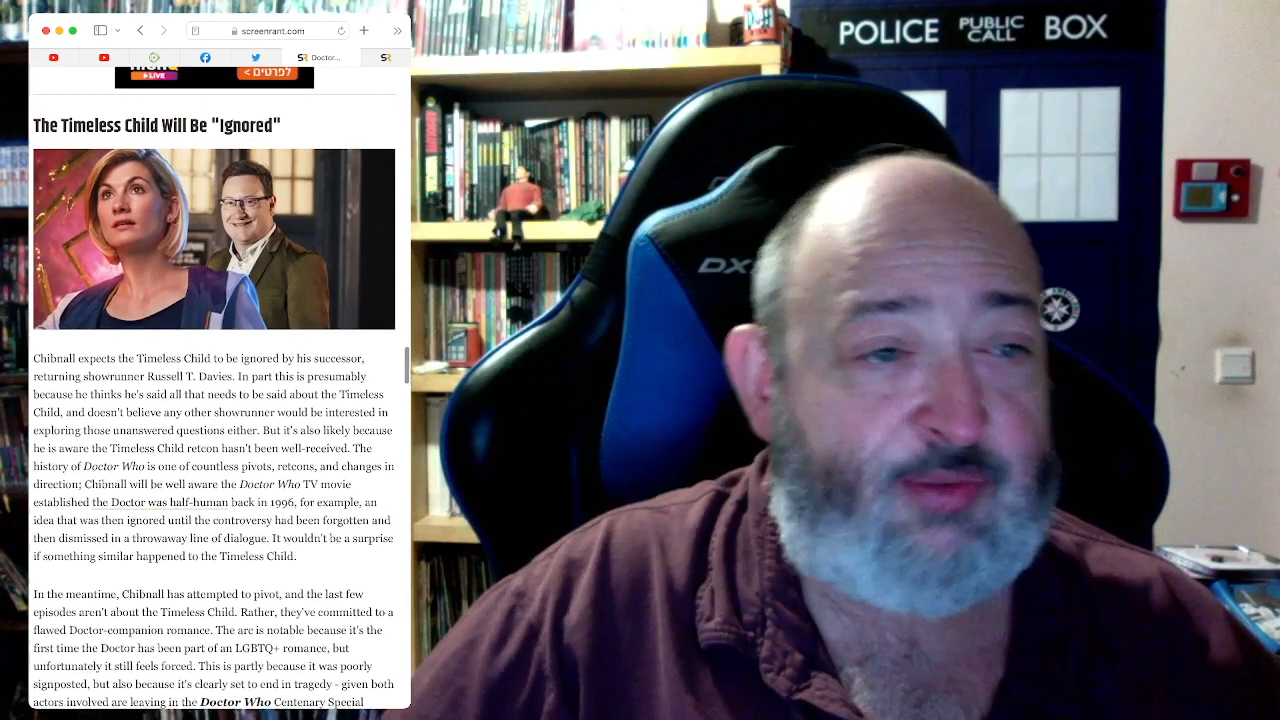 screenrant.com
Doctor...
LIVE
לפרטים >
The Timeless Child Will Be "Ignored"
Chibnall expects the Timeless Child to be ignored by his successor,
returning showrunner Russell T. Davies. In part this is presumably
because he thinks he's said all that needs to be said about the Timeless
Child, and doesn't believe any other showrunner would be interested in
exploring those unanswered questions either. But it's also likely because
he is aware the Timeless Child retcon hasn't been well-received. The
history of Doctor Who is one of countless pivots, retcons, and changes in
direction; Chibnall will be well aware the Doctor Who TV movie
established the Doctor was half-human back in 1996, for example, an
idea that was then ignored until the controversy had been forgotten and
then dismissed in a throwaway line of dialogue. It wouldn't be a surprise
if something similar happened to the Timeless Child.
In the meantime, Chibnall has attempted to pivot, and the last few
episodes aren't about the Timeless Child. Rather, they've committed to a
flawed Doctor-companion romance. The arc is notable because it's the
first time the Doctor has been part of an LGBTQ+ romance, but
unfortunately it still feels forced. This is partly because it was poorly
signposted, but also because it's clearly set to end in tragedy - given both
actors involved are leaving in the Doctor Who Centenary Special
POLICE PUBLIC CALL BOX
DX